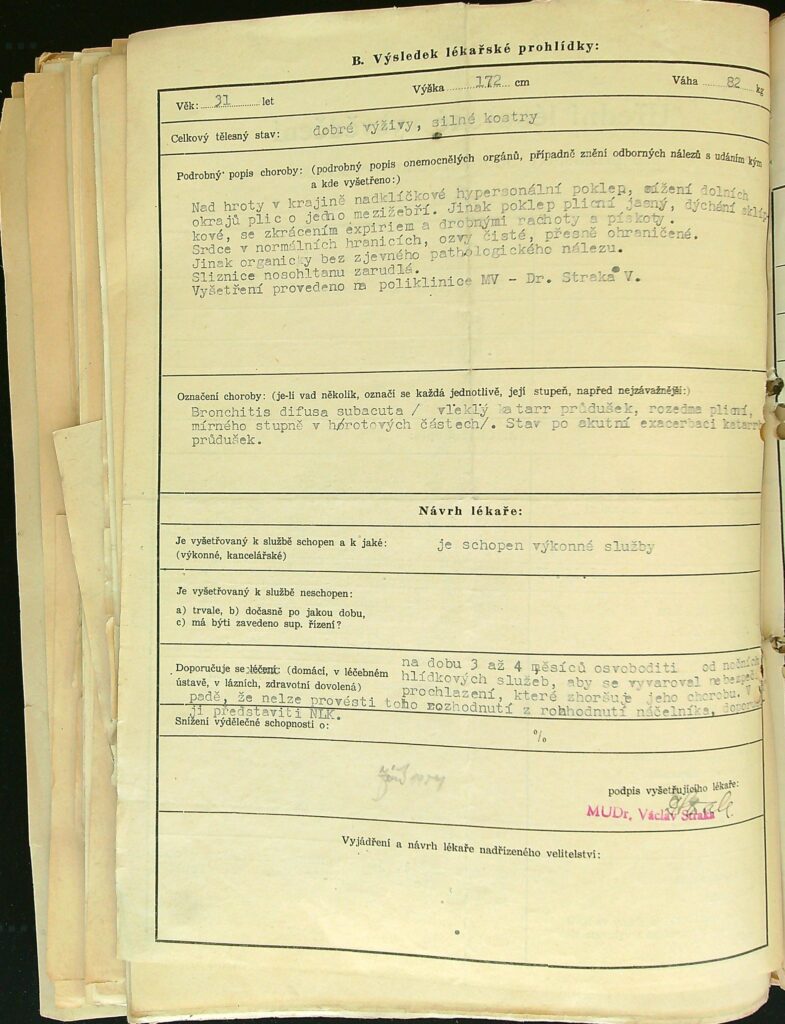 B. Výsledek lékařské prohlídky:
Věk: 31 let Výška 172 cm Váha 82 kg
Celkový tělesný stav: dobré výživy, silné kostry
Podrobný popis choroby: (podrobný popis onemocnělých orgánů, případně znění odborných nálezů s udáním kým
a kde vyšetřeno:)
Nad hroty v krajině nadklíčkové hypersonální poklep, sížení dolních
okrajů plic o jedno mezižebří. Jinak poklep plicní jasný, dýchání sklíp
kové, se zkrácením expiriem a drobnými rachoty a pískoty.
Srdce v normálních hranicích, ozvy čisté, přesně ohraničené.
Jinak organicky bez zjevného pathologického nálezu.
Sliznice nosohltanu zarudlá.
Vyšetření provedeno na poliklinice MV - Dr. Straka V.
Označení choroby: (je-li vad několik, označí se každá jednotlivě, její stupeň, napřed nejzávažnější:)
Bronchitis difusa subacuta / vleklý katarr průdušek, rozedma plicní,
mírného stupně v hrotových částech/. Stav po akutní exacerbaci katarrh
průdušek.
Návrh lékaře:
Je vyšetřovaný k službě schopen a k jaké: je schopen výkonné služby
(výkonné, kancelářské)
Je vyšetřovaný k službě neschopen:
a) trvale, b) dočasně po jakou dobu,
c) má býti zavedeno sup. řízení?
Doporučuje se léčení: (domácí, v léčebném
ústavě, v lázních, zdravotní dovolená)
na dobu 3 až 4 měsíců osvoboditi od nočních
hlídkových služeb, aby se vyvaroval nebezpeč
prochlazení, které zhoršuje jeho chorobu. V
padě, že nelze provésti toho rozhodnutí z rohhodnutí náčelníka, doporu
ji představiti NLK.
Snížení výdělečné schopnosti o: %
podpis vyšetřujícího lékaře:
MUDr. Václav Straka
Vyjádření a návrh lékaře nadřízeného velitelství: